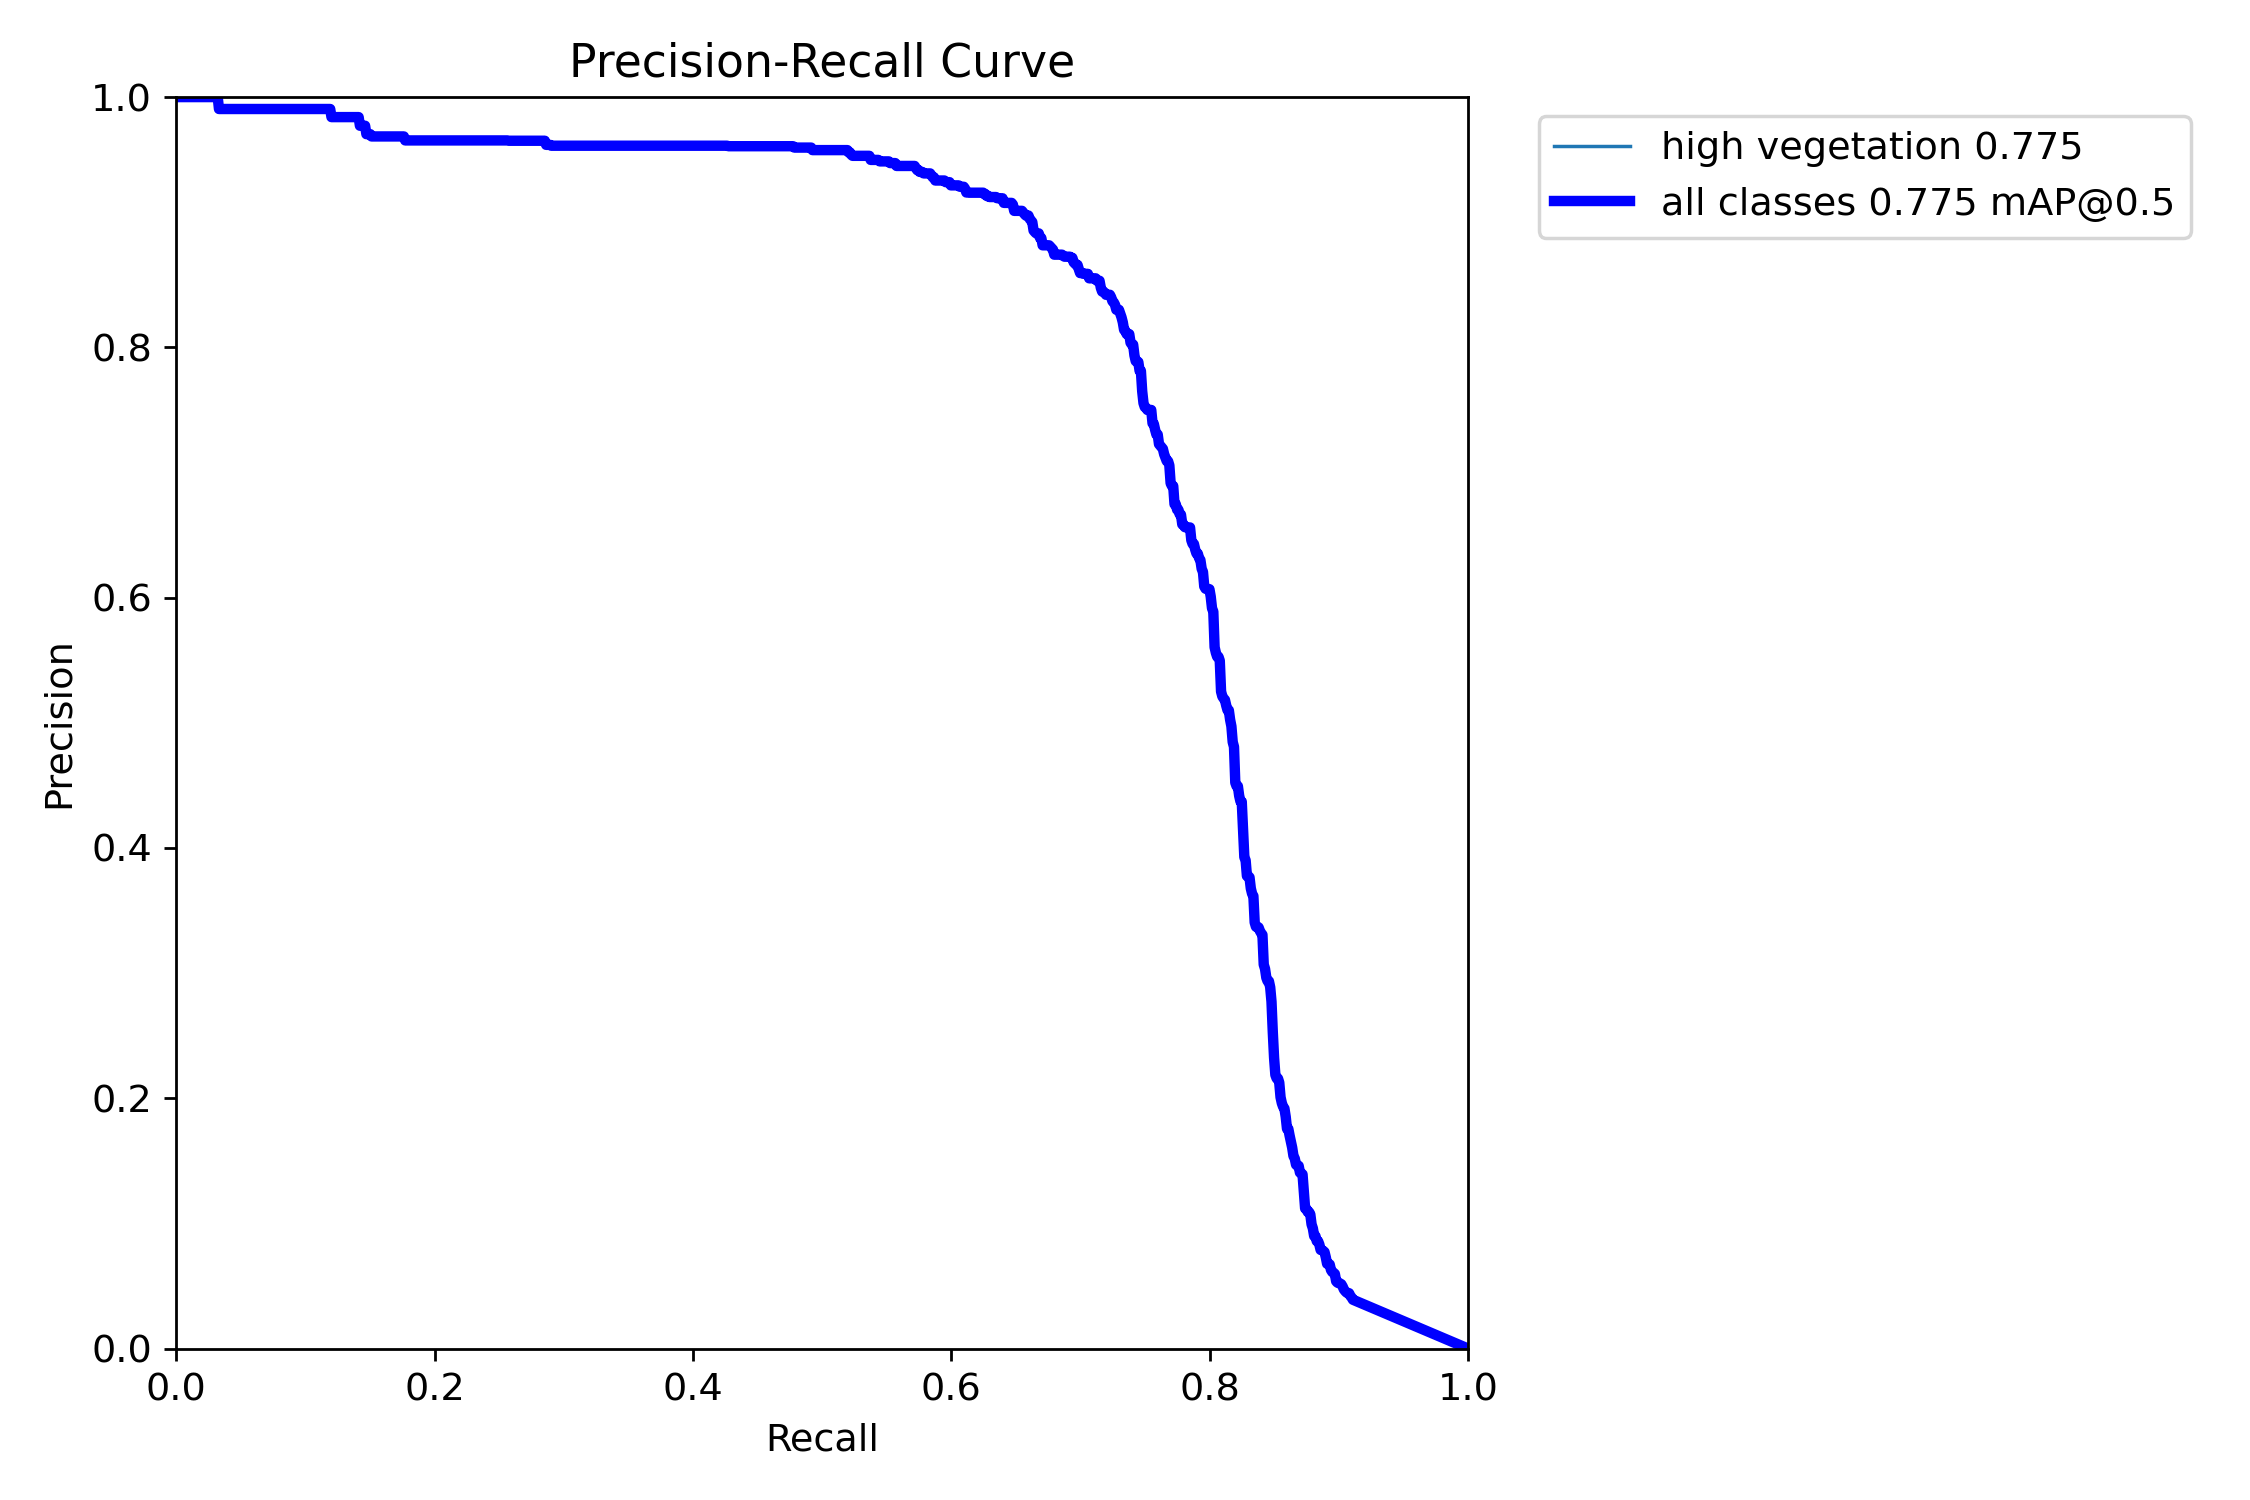 Precision-Recall Curve
1.0
0.8
0.6
0.4
0.2
0.0
Precision
0.0 0.2 0.4 0.6 0.8 1.0
Recall
high vegetation 0.775
all classes 0.775 mAP@0.5